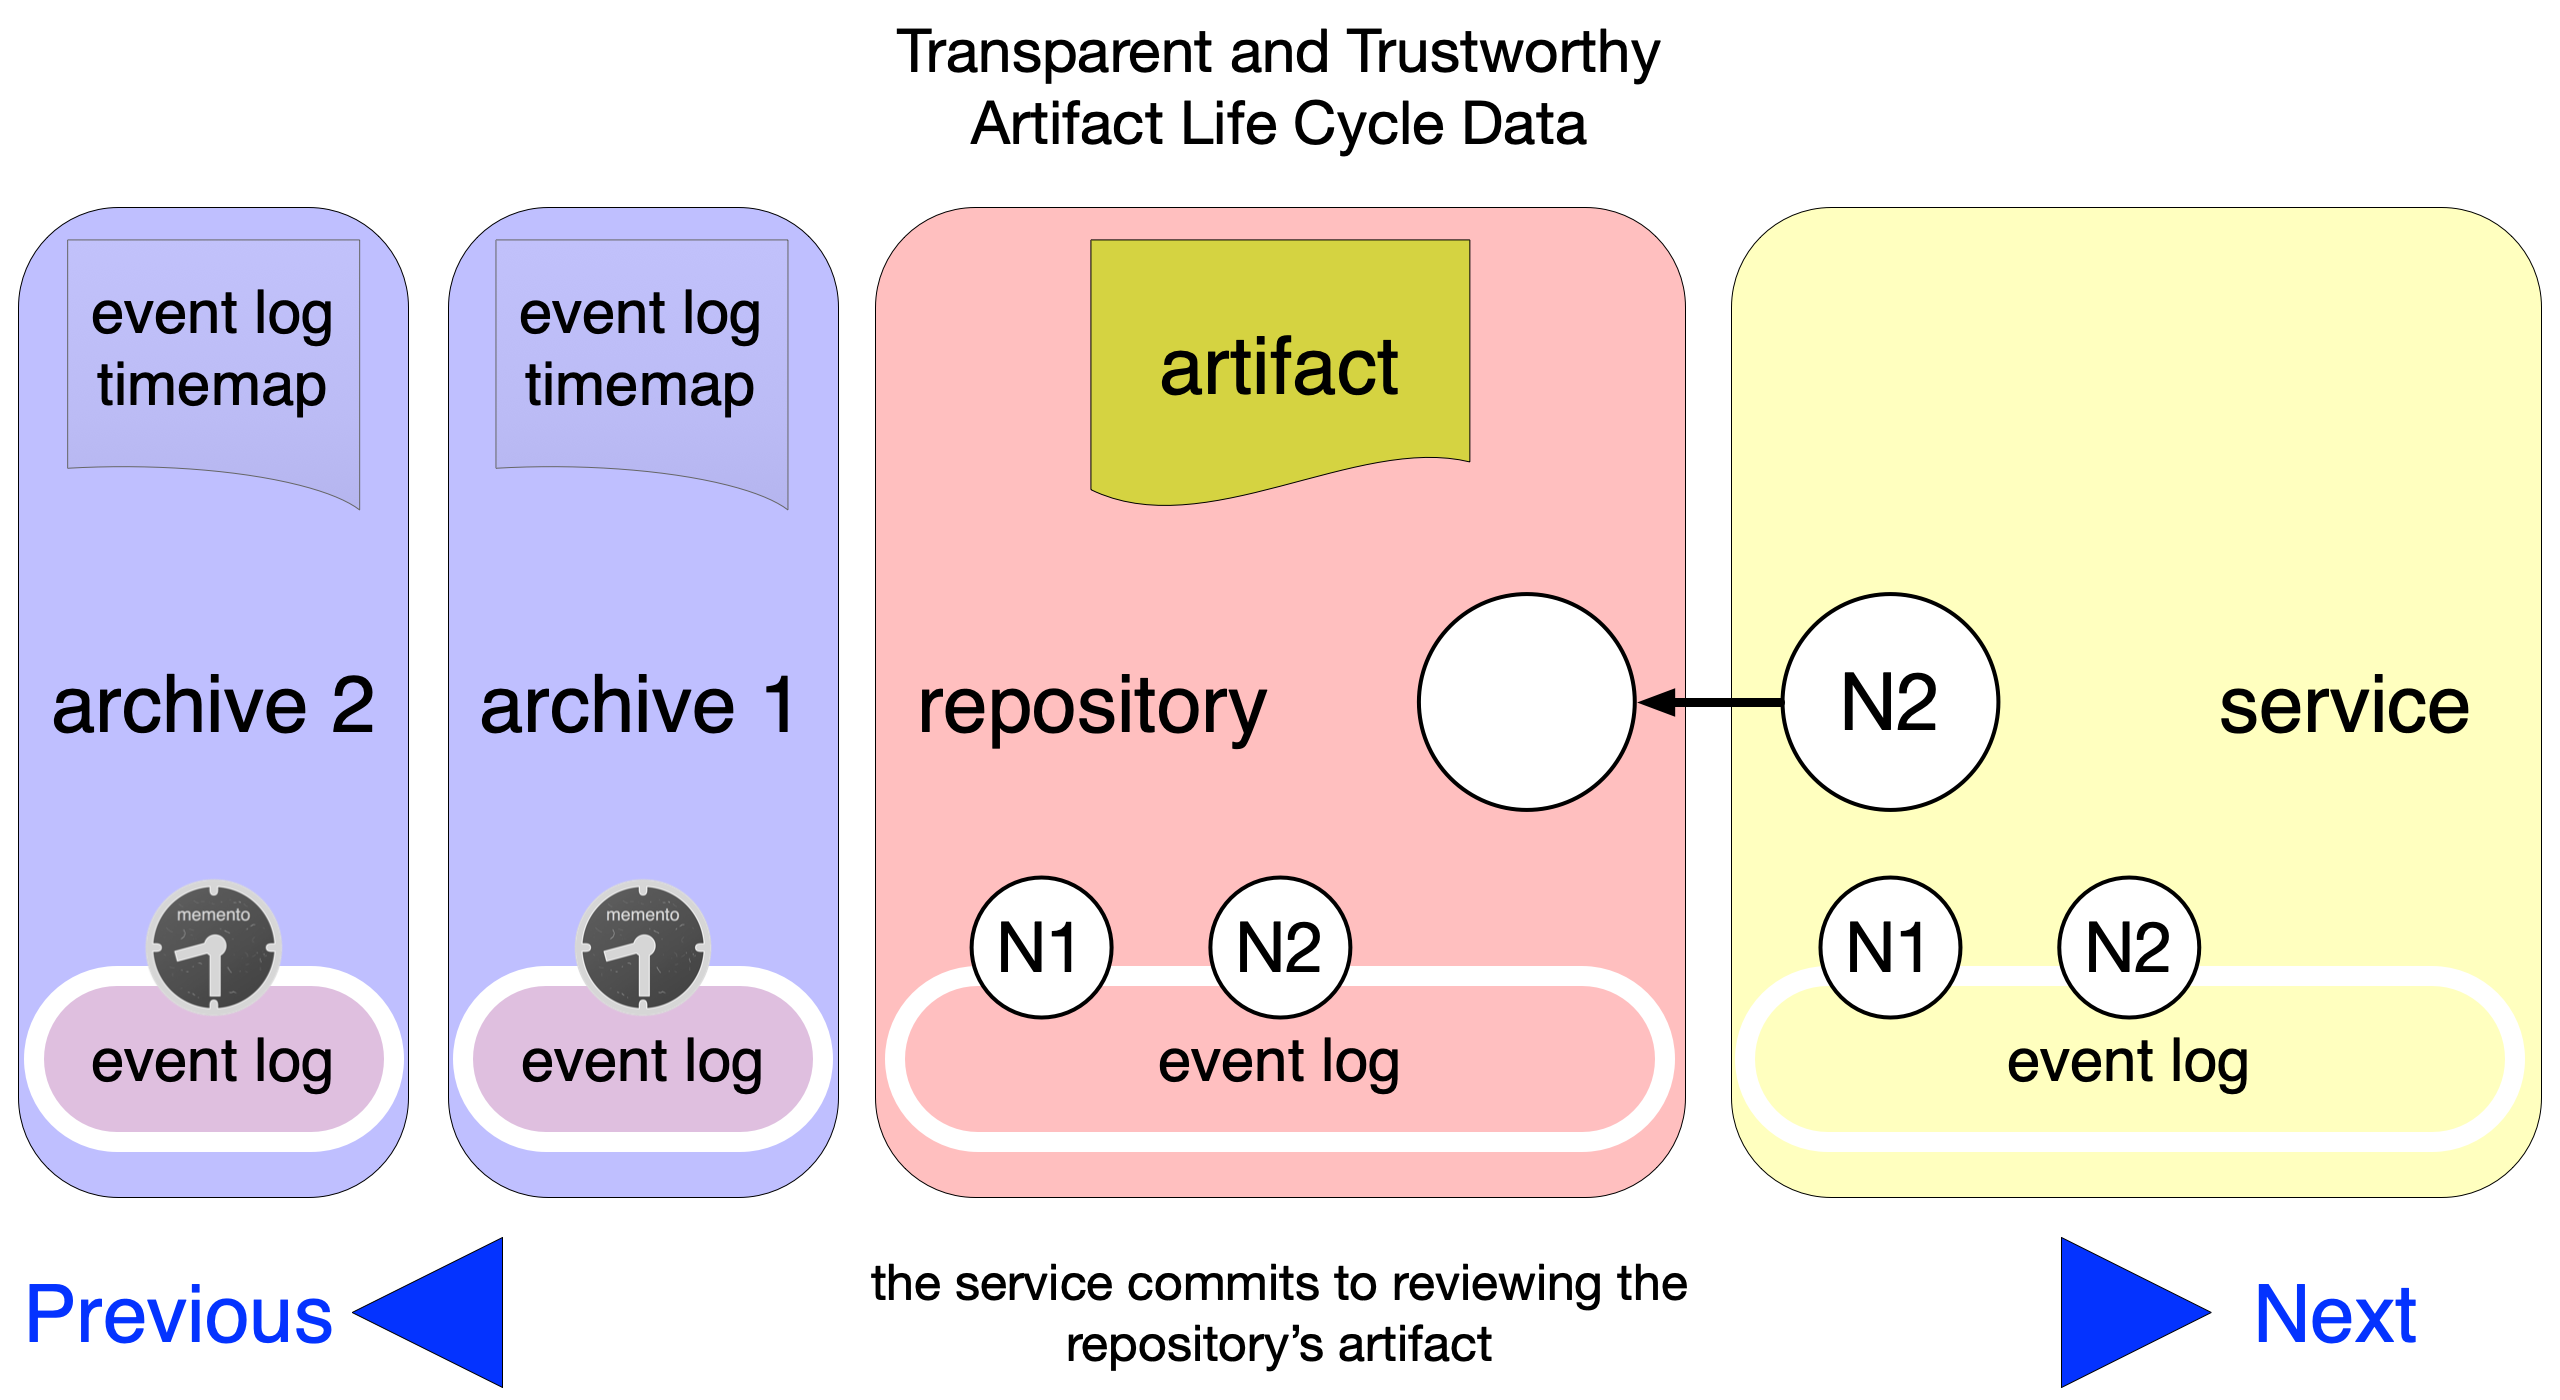 Transparent and Trustworthy
Artifact Life Cycle Data
event log
timemap
archive 2
memento
event log
event log
timemap
archive 1
memento
event log
artifact
repository
N1
N2
event log
N2
service
N1
N2
event log
Previous
the service commits to reviewing the
repository’s artifact
Next